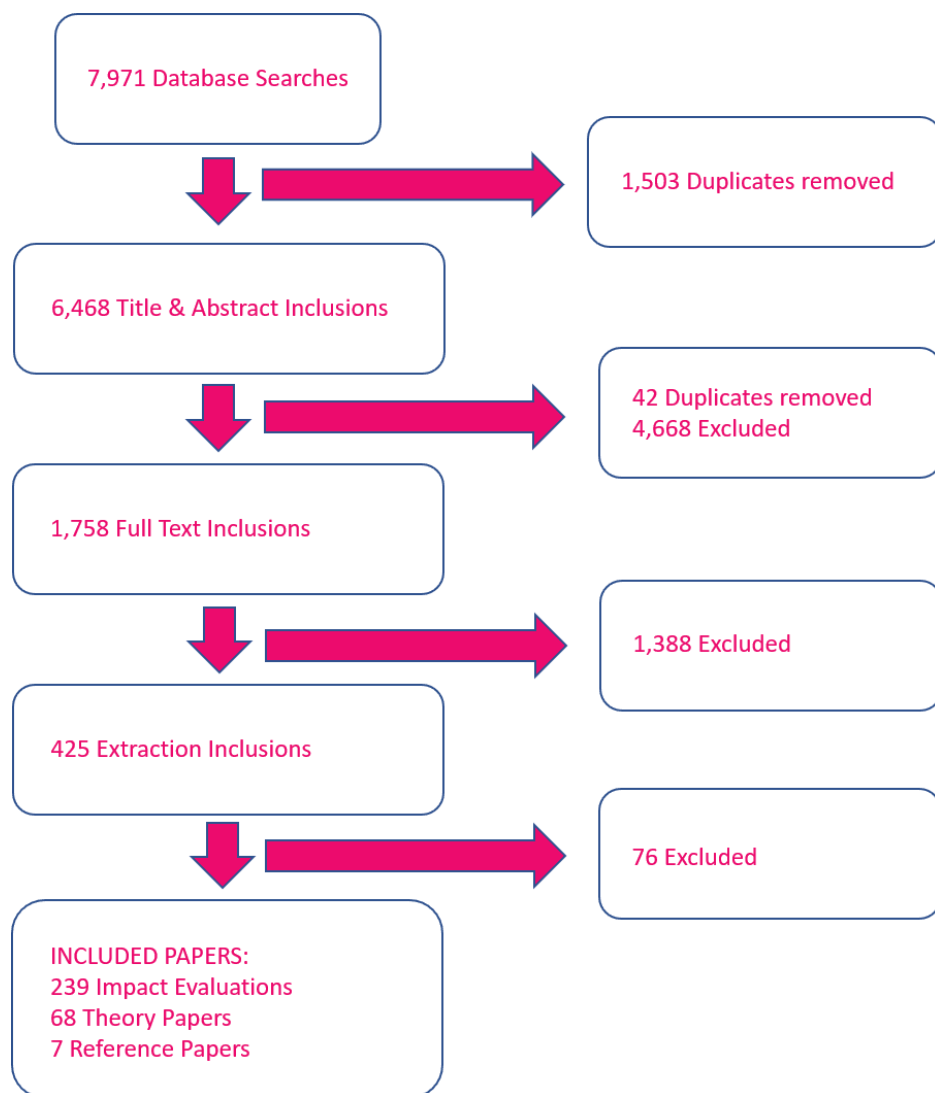 7,971 Database Searches
1,503 Duplicates removed
6,468 Title & Abstract Inclusions
42 Duplicates removed
4,668 Excluded
1,758 Full Text Inclusions
1,388 Excluded
425 Extraction Inclusions
76 Excluded
INCLUDED PAPERS:
239 Impact Evaluations
68 Theory Papers
7 Reference Papers